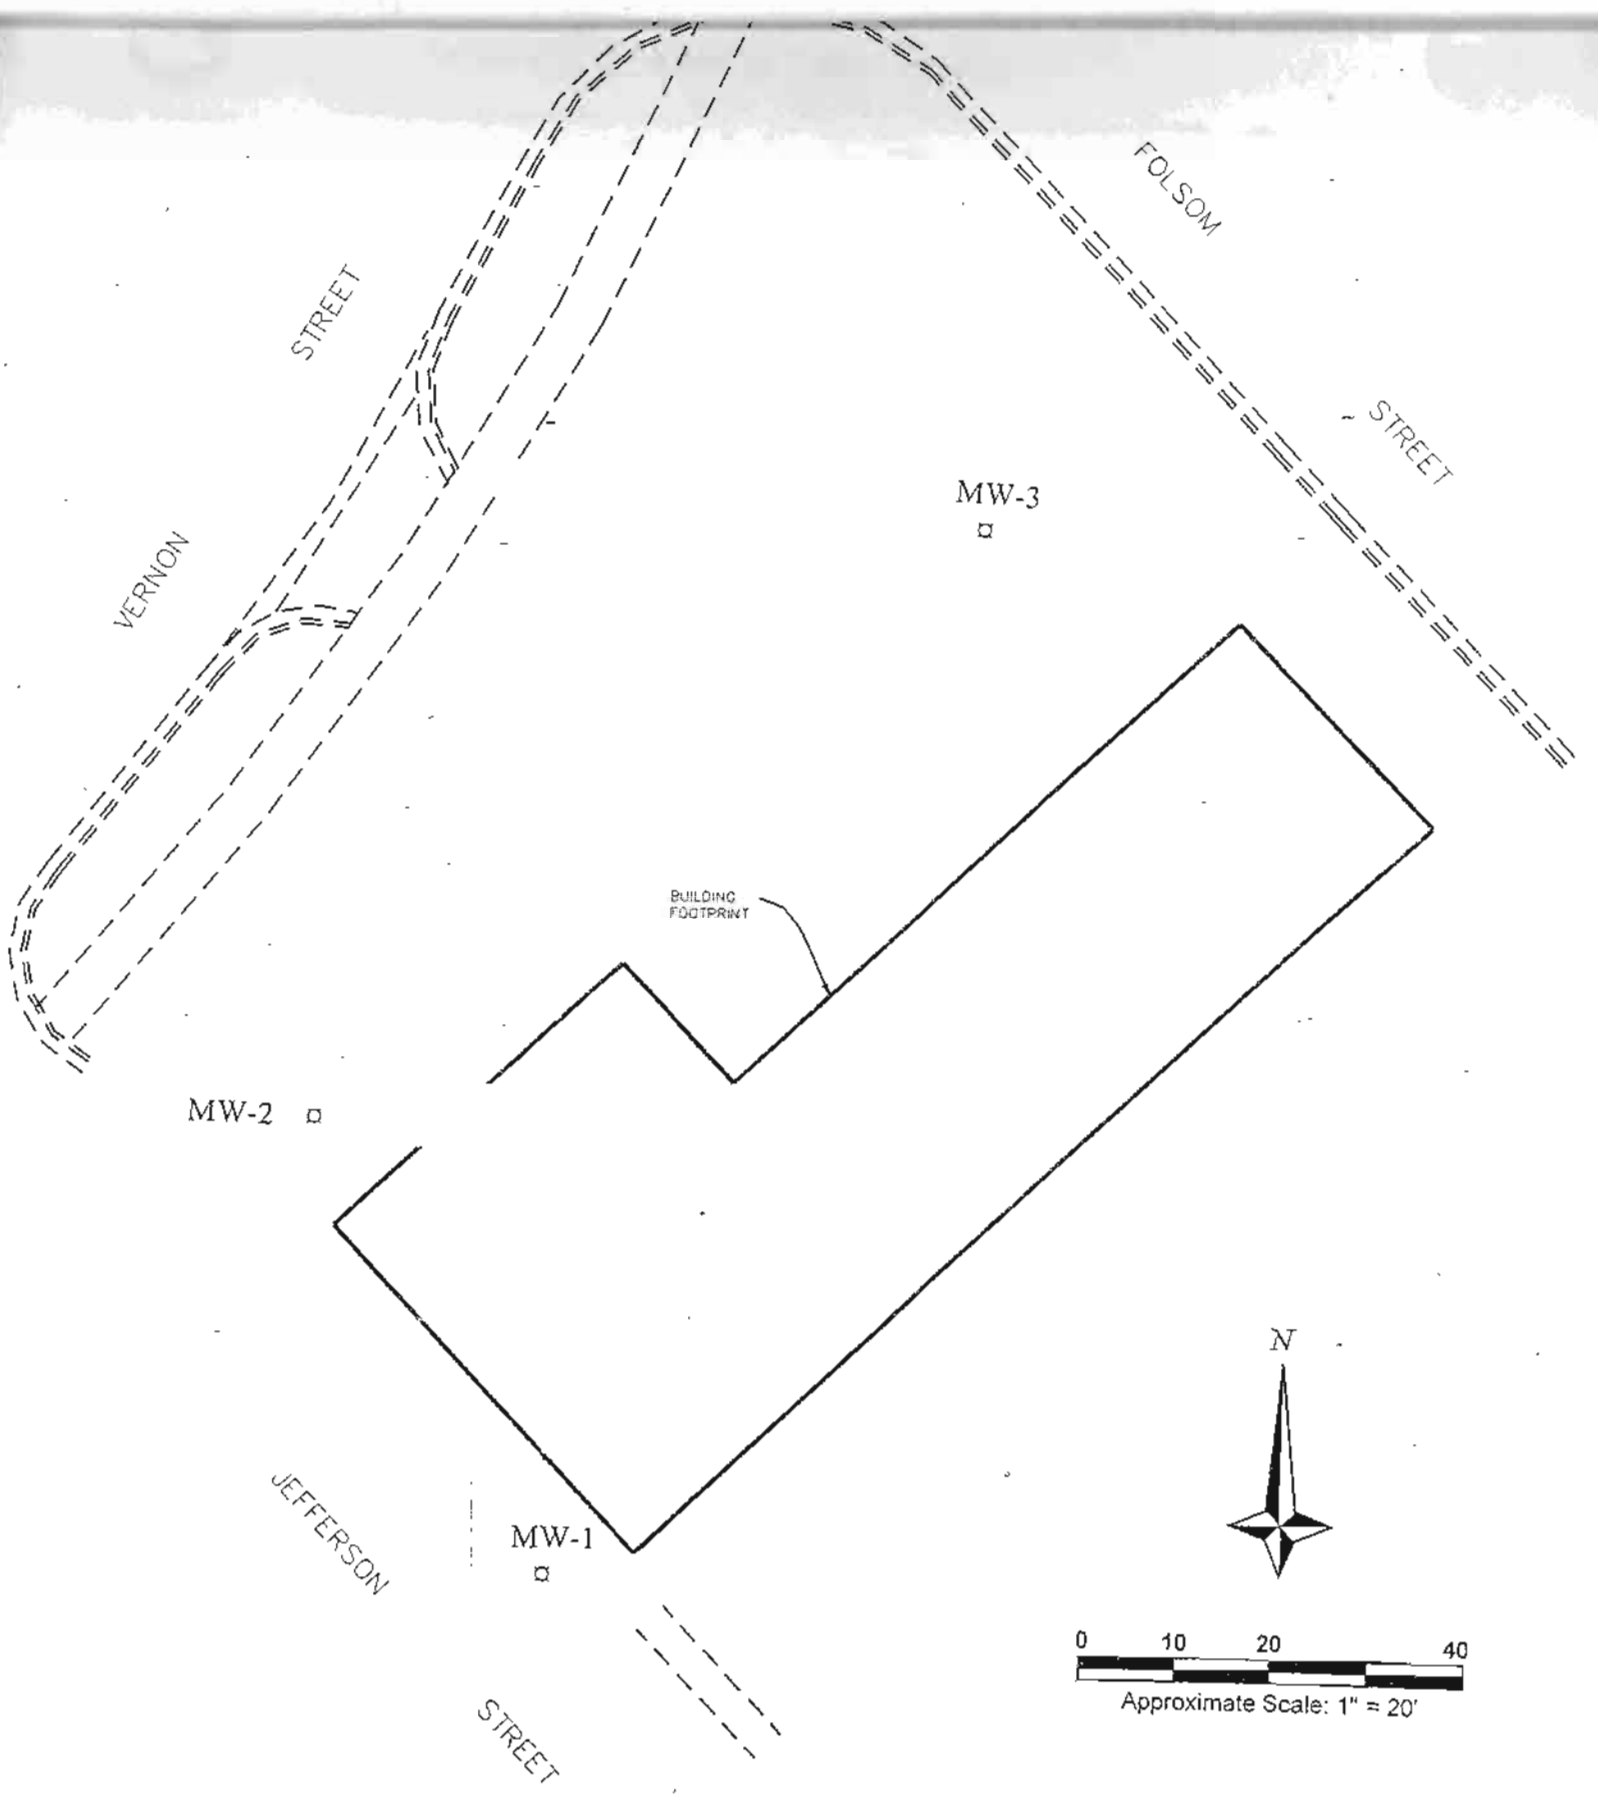 FOLSOM
STREET
STREET
VERNON
MW-3
BUILDING
FOOTPRINT
MW-2
N
JEFFERSON
STREET
MW-1
0 10 20 40
Approximate Scale: 1" = 20'